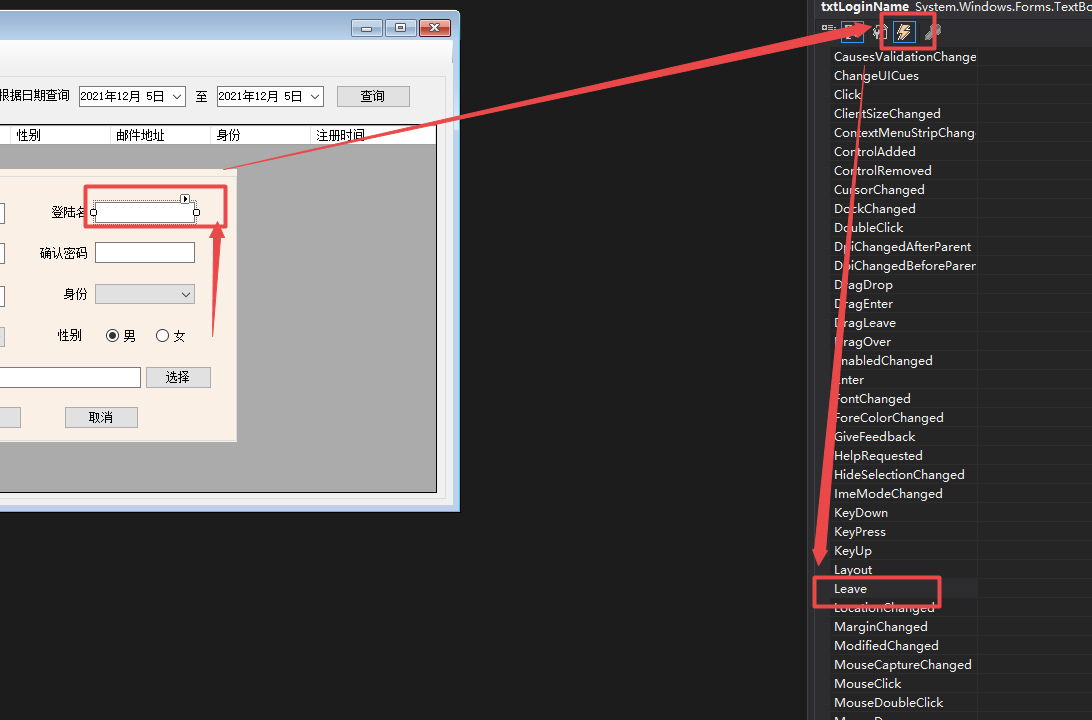 txtLoginName System.Windows.Forms.TextBo
根据日期查询 2021年12月 5日 至 2021年12月 5日 查询
性别 邮件地址 身份 注册时间
登陆名
确认密码
身份
性别 男 女
选择
取消
CausesValidationChange
ChangeUICues
Click
ClientSizeChanged
ContextMenuStripChang
ControlAdded
ControlRemoved
CursorChanged
DockChanged
DoubleClick
DpiChangedAfterParent
DpiChangedBeforeParer
DragDrop
DragEnter
DragLeave
DragOver
EnabledChanged
Enter
FontChanged
ForeColorChanged
GiveFeedback
HelpRequested
HideSelectionChanged
ImeModeChanged
KeyDown
KeyPress
KeyUp
Layout
Leave
LocationChanged
MarginChanged
ModifiedChanged
MouseCaptureChanged
MouseClick
MouseDoubleClick